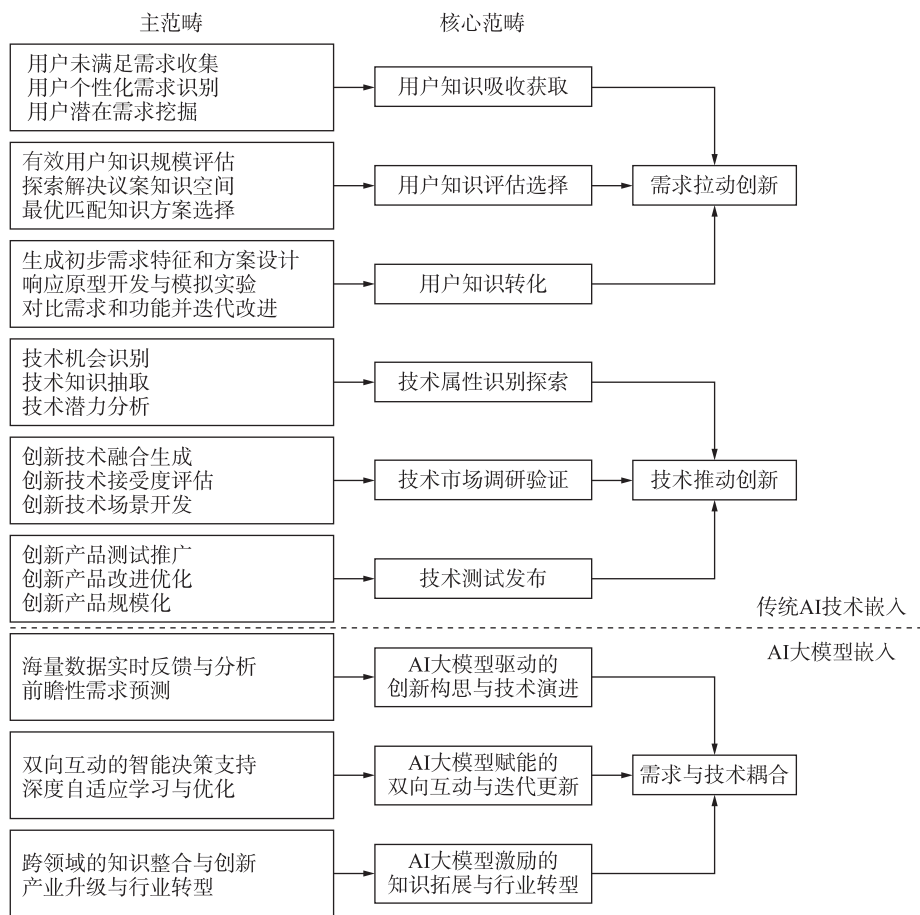 主范畴
核心范畴
用户未满足需求收集
用户个性化需求识别
用户潜在需求挖掘
用户知识吸收获取
有效用户知识规模评估
探索解决议案知识空间
最优匹配知识方案选择
用户知识评估选择
需求拉动创新
生成初步需求特征和方案设计
响应原型开发与模拟实验
对比需求和功能并迭代改进
用户知识转化
技术机会识别
技术知识抽取
技术潜力分析
技术属性识别探索
创新技术融合生成
创新技术接受度评估
创新技术场景开发
技术市场调研验证
技术推动创新
创新产品测试推广
创新产品改进优化
创新产品规模化
技术测试发布
传统AI技术嵌入
AI大模型嵌入
海量数据实时反馈与分析
前瞻性需求预测
AI大模型驱动的
创新构思与技术演进
双向互动的智能决策支持
深度自适应学习与优化
AI大模型赋能的
双向互动与迭代更新
需求与技术耦合
跨领域的知识整合与创新
产业升级与行业转型
AI大模型激励的
知识拓展与行业转型